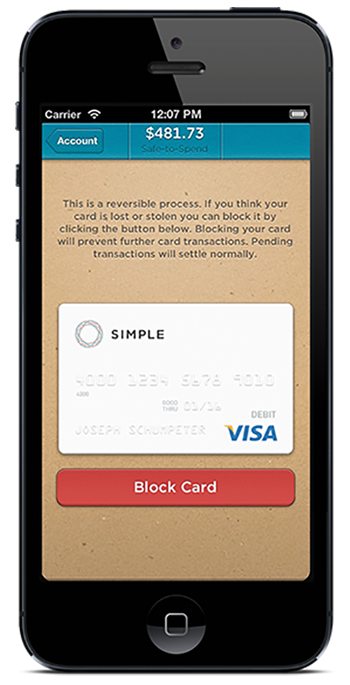 Carrier 12:07 PM
Account
$481.73
Safe-to-Spend
This is a reversible process. If you think your
card is lost or stolen you can block it by
clicking the button below. Blocking your card
will prevent further card transactions. Pending
transactions will settle normally.
SIMPLE
4000 1234 5678 9010
4000
GOOD
THRU 01/16
DEBIT
JOSEPH SCHUMPETER
VISA
Block Card